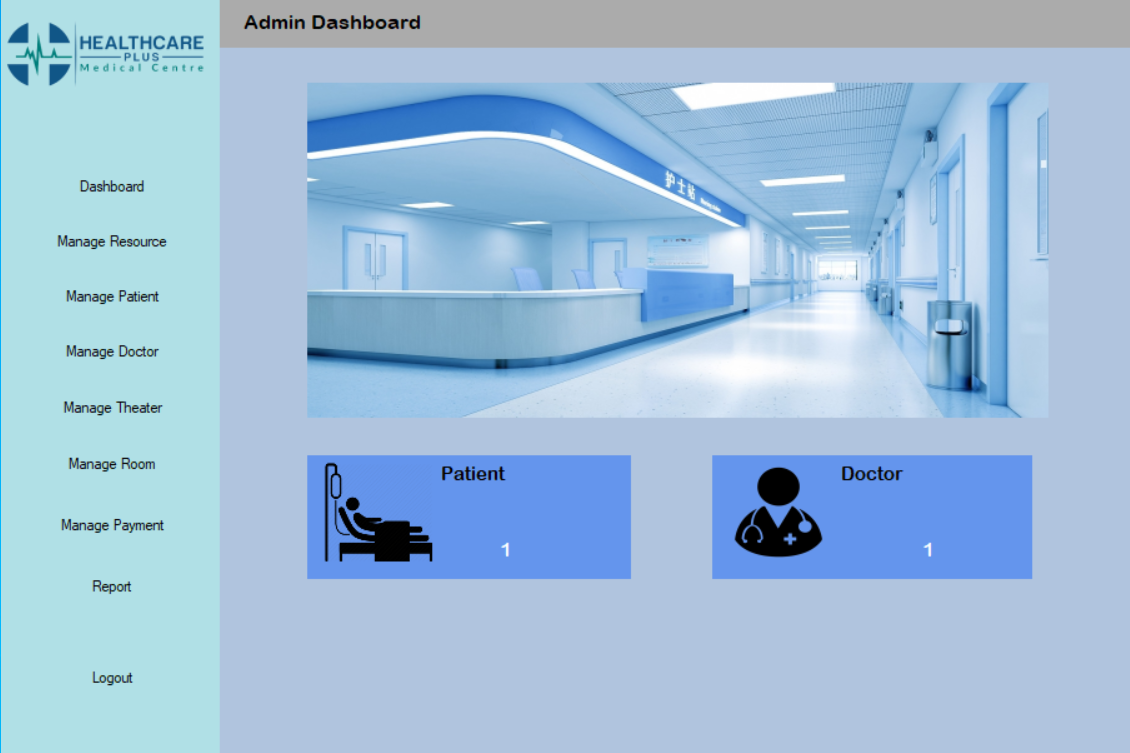 HEALTHCARE
PLUS
Medical Centre
Admin Dashboard
Dashboard
Manage Resource
Manage Patient
Manage Doctor
Manage Theater
Manage Room
Manage Payment
Report
Logout
护士站
Patient
1
Doctor
1